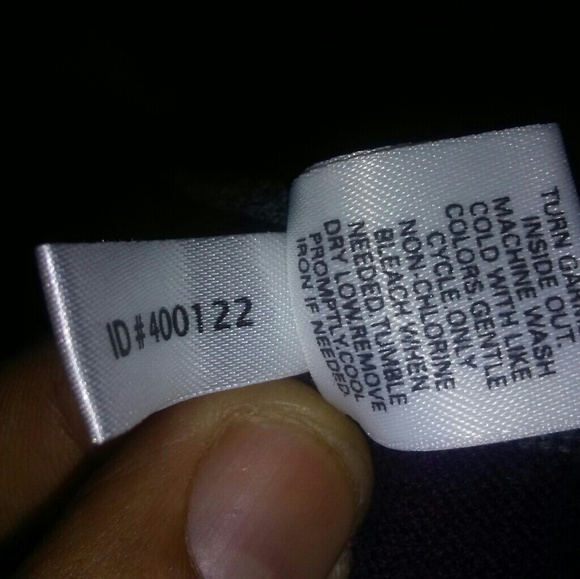 ID#400122
TURN GAR
INSIDE OUT.
MACHINE WASH
COLD WITH LIKE
COLORS. GENTLE
CYCLE ONLY
NON-CHLORINE
BLEACH WHEN
NEEDED. TUMBLE
DRY LOW. REMOVE
PROMPTLY. COOL
IRON IF NEEDED.